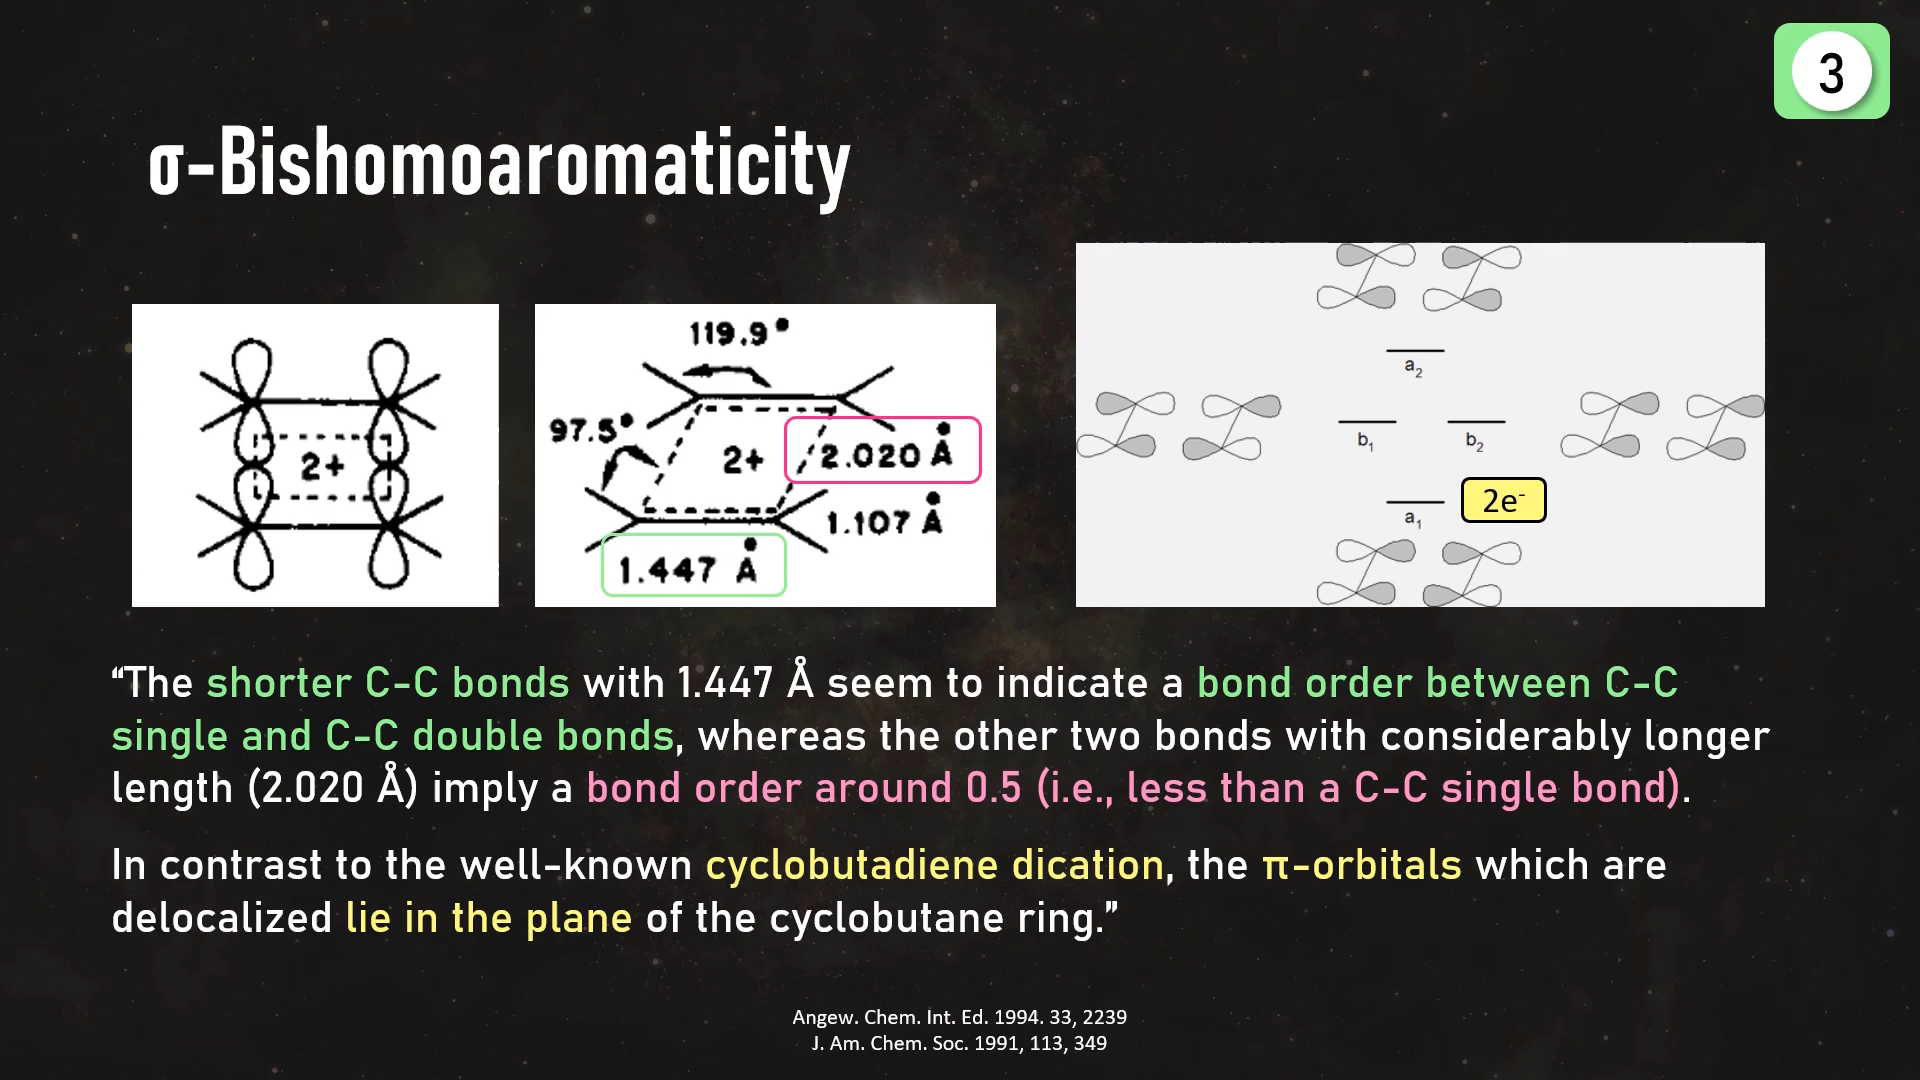 3
σ-Bishomoaromaticity
2+
119.9°
97.5°
2+
2.020 Å
1.107 Å
1.447 Å
a2
b1 b2
a1
2e-
“The shorter C-C bonds with 1.447 Å seem to indicate a bond order between C-C
single and C-C double bonds, whereas the other two bonds with considerably longer
length (2.020 Å) imply a bond order around 0.5 (i.e., less than a C-C single bond).
In contrast to the well-known cyclobutadiene dication, the π-orbitals which are
delocalized lie in the plane of the cyclobutane ring.”
Angew. Chem. Int. Ed. 1994. 33, 2239
J. Am. Chem. Soc. 1991, 113, 349